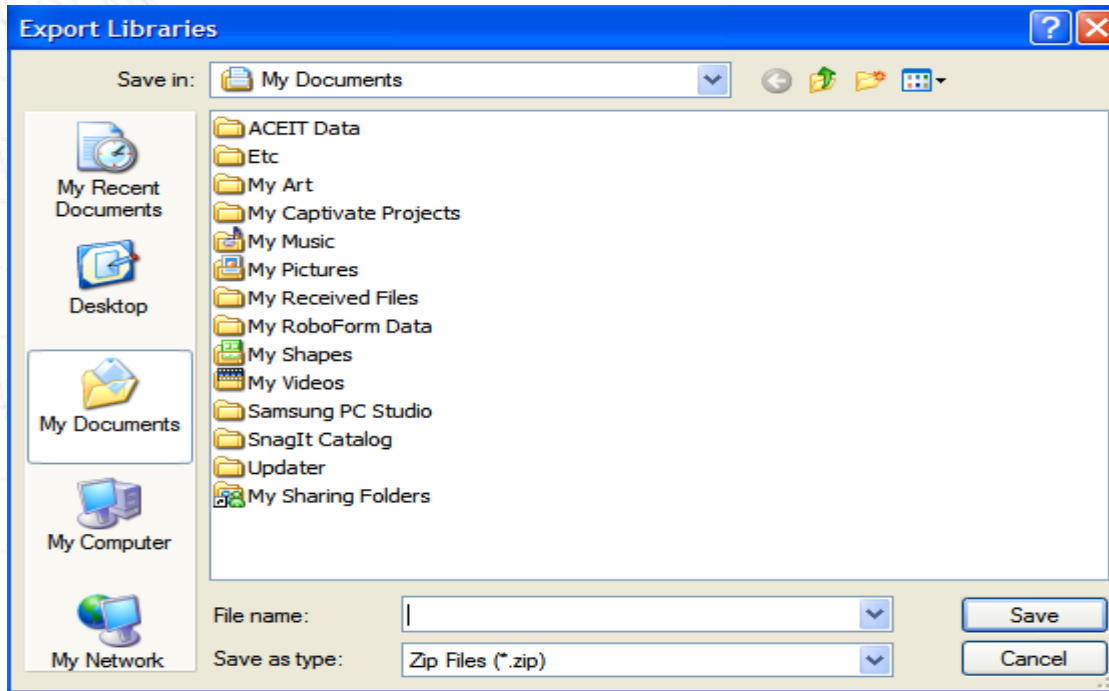 Export Libraries
Save in:
My Documents
My Recent
Documents
Desktop
My Documents
My Computer
My Network
ACEIT Data
Etc
My Art
My Captivate Projects
My Music
My Pictures
My Received Files
My RoboForm Data
My Shapes
My Videos
Samsung PC Studio
SnagIt Catalog
Updater
My Sharing Folders
File name:
Save
Save as type:
Zip Files (*.zip)
Cancel